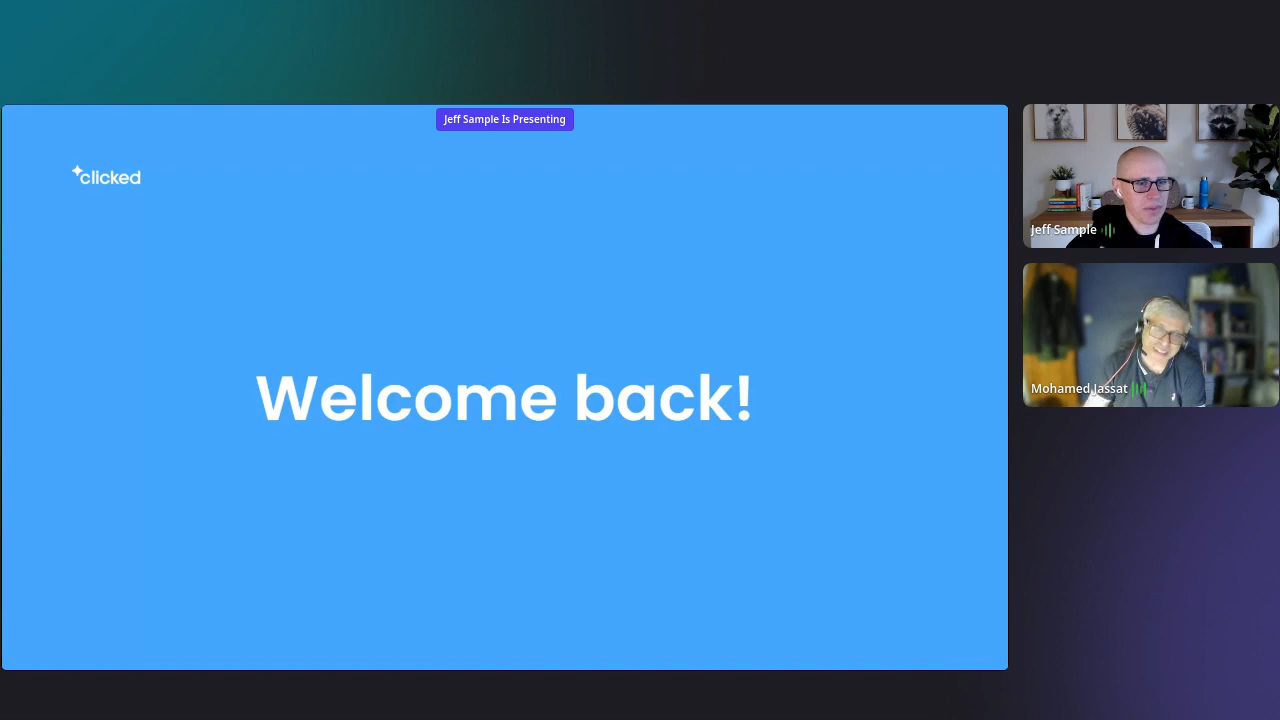 Jeff Sample Is Presenting
clicked
Welcome back!
Jeff Sample
Mohamed Jassat